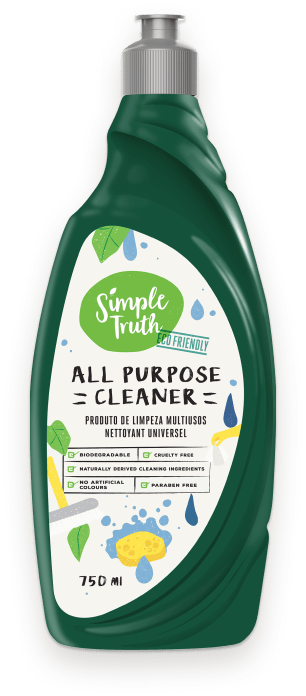 Simple
Truth
ECO FRIENDLY
ALL PURPOSE
CLEANER
PRODUTO DE LIMPEZA MULTIUSOS
NETTOYANT UNIVERSEL
BIODEGRADABLE
CRUELTY FREE
NATURALLY DERIVED CLEANING INGREDIENTS
NO ARTIFICIAL
COLOURS
PARABEN FREE
750 ml